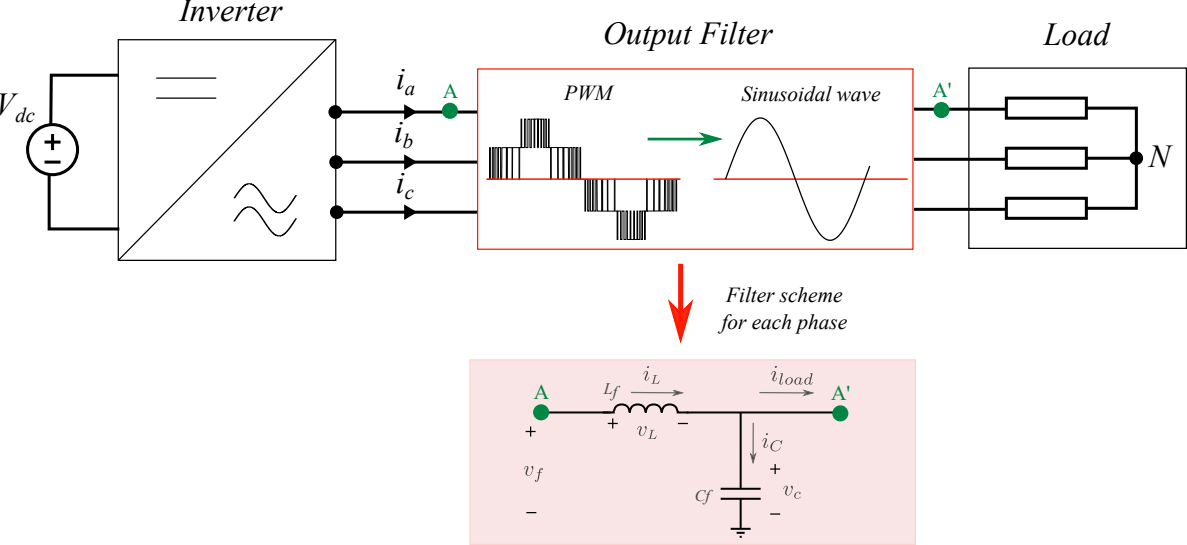 Inverter
Output Filter
Load
V_dc
+
−
i_a
A
i_b
i_c
PWM
Sinusoidal wave
A'
N
Filter scheme
for each phase
A
L_f
i_L
i_load
A'
+
v_L
−
+
v_f
−
i_C
C_f
+
v_c
−